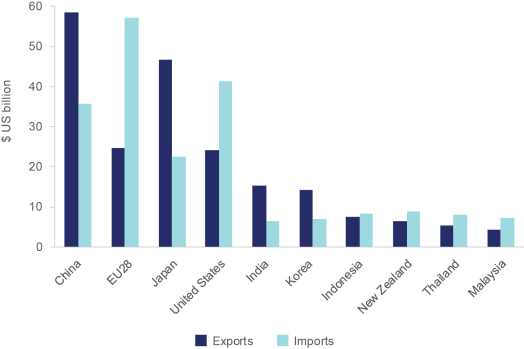 60
50
40
30
20
10
0
$ US billion
China
EU28
Japan
United States
India
Korea
Indonesia
New Zealand
Thailand
Malaysia
Exports Imports